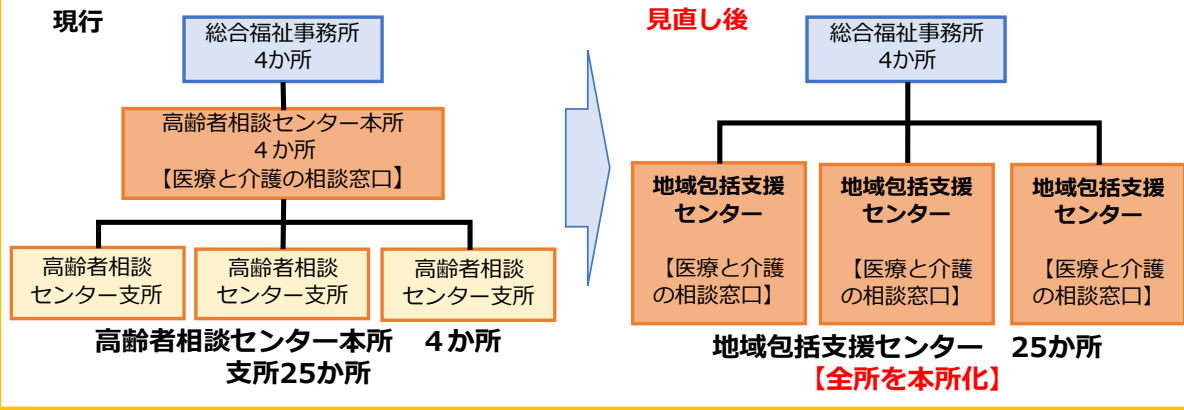 現行
総合福祉事務所
4か所
高齢者相談センター本所
４か所
【医療と介護の相談窓口】
高齢者相談
センター支所
高齢者相談
センター支所
高齢者相談
センター支所
高齢者相談センター本所　４か所
支所25か所
見直し後
総合福祉事務所
4か所
地域包括支援
センター
【医療と介護
の相談窓口】
地域包括支援
センター
【医療と介護
の相談窓口】
地域包括支援
センター
【医療と介護
の相談窓口】
地域包括支援センター　25か所
【全所を本所化】